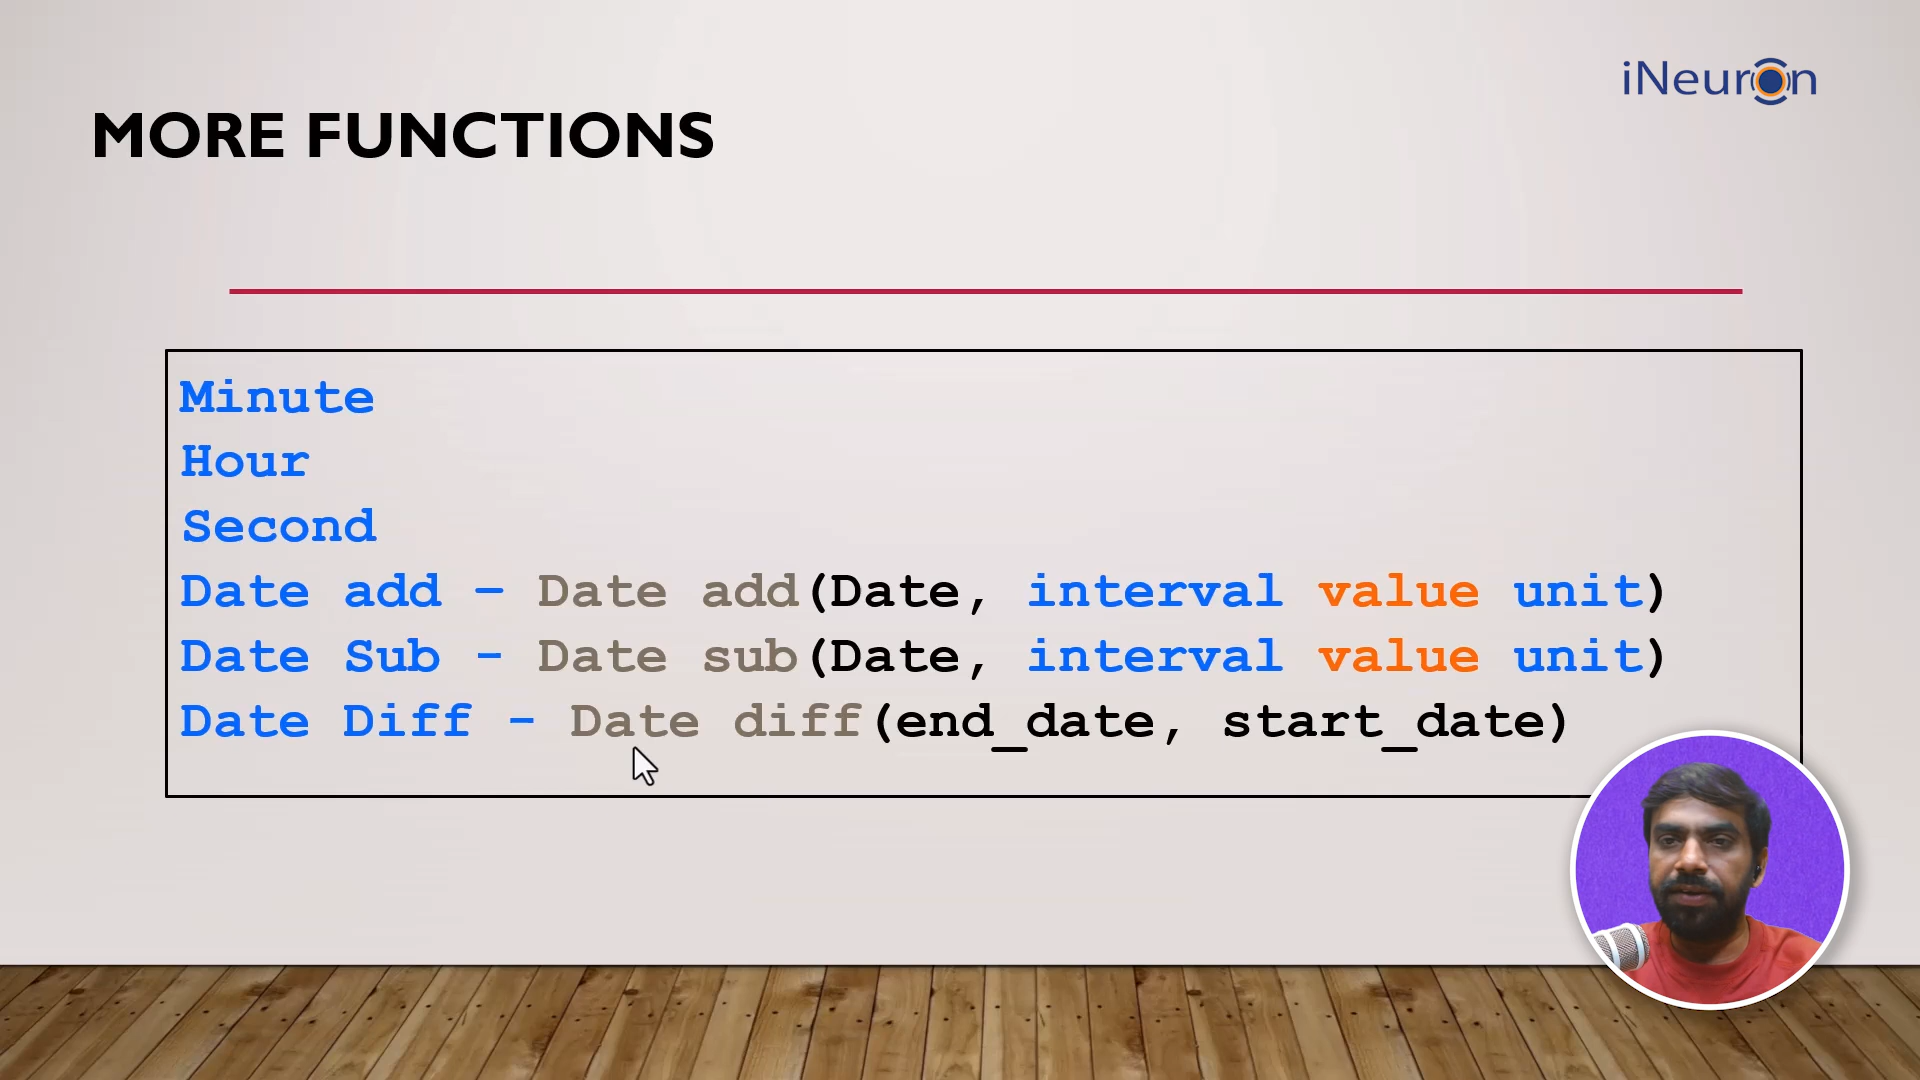 iNeuron
MORE FUNCTIONS
Minute
Hour
Second
Date add – Date add(Date, interval value unit)
Date Sub - Date sub(Date, interval value unit)
Date Diff - Date diff(end_date, start_date)